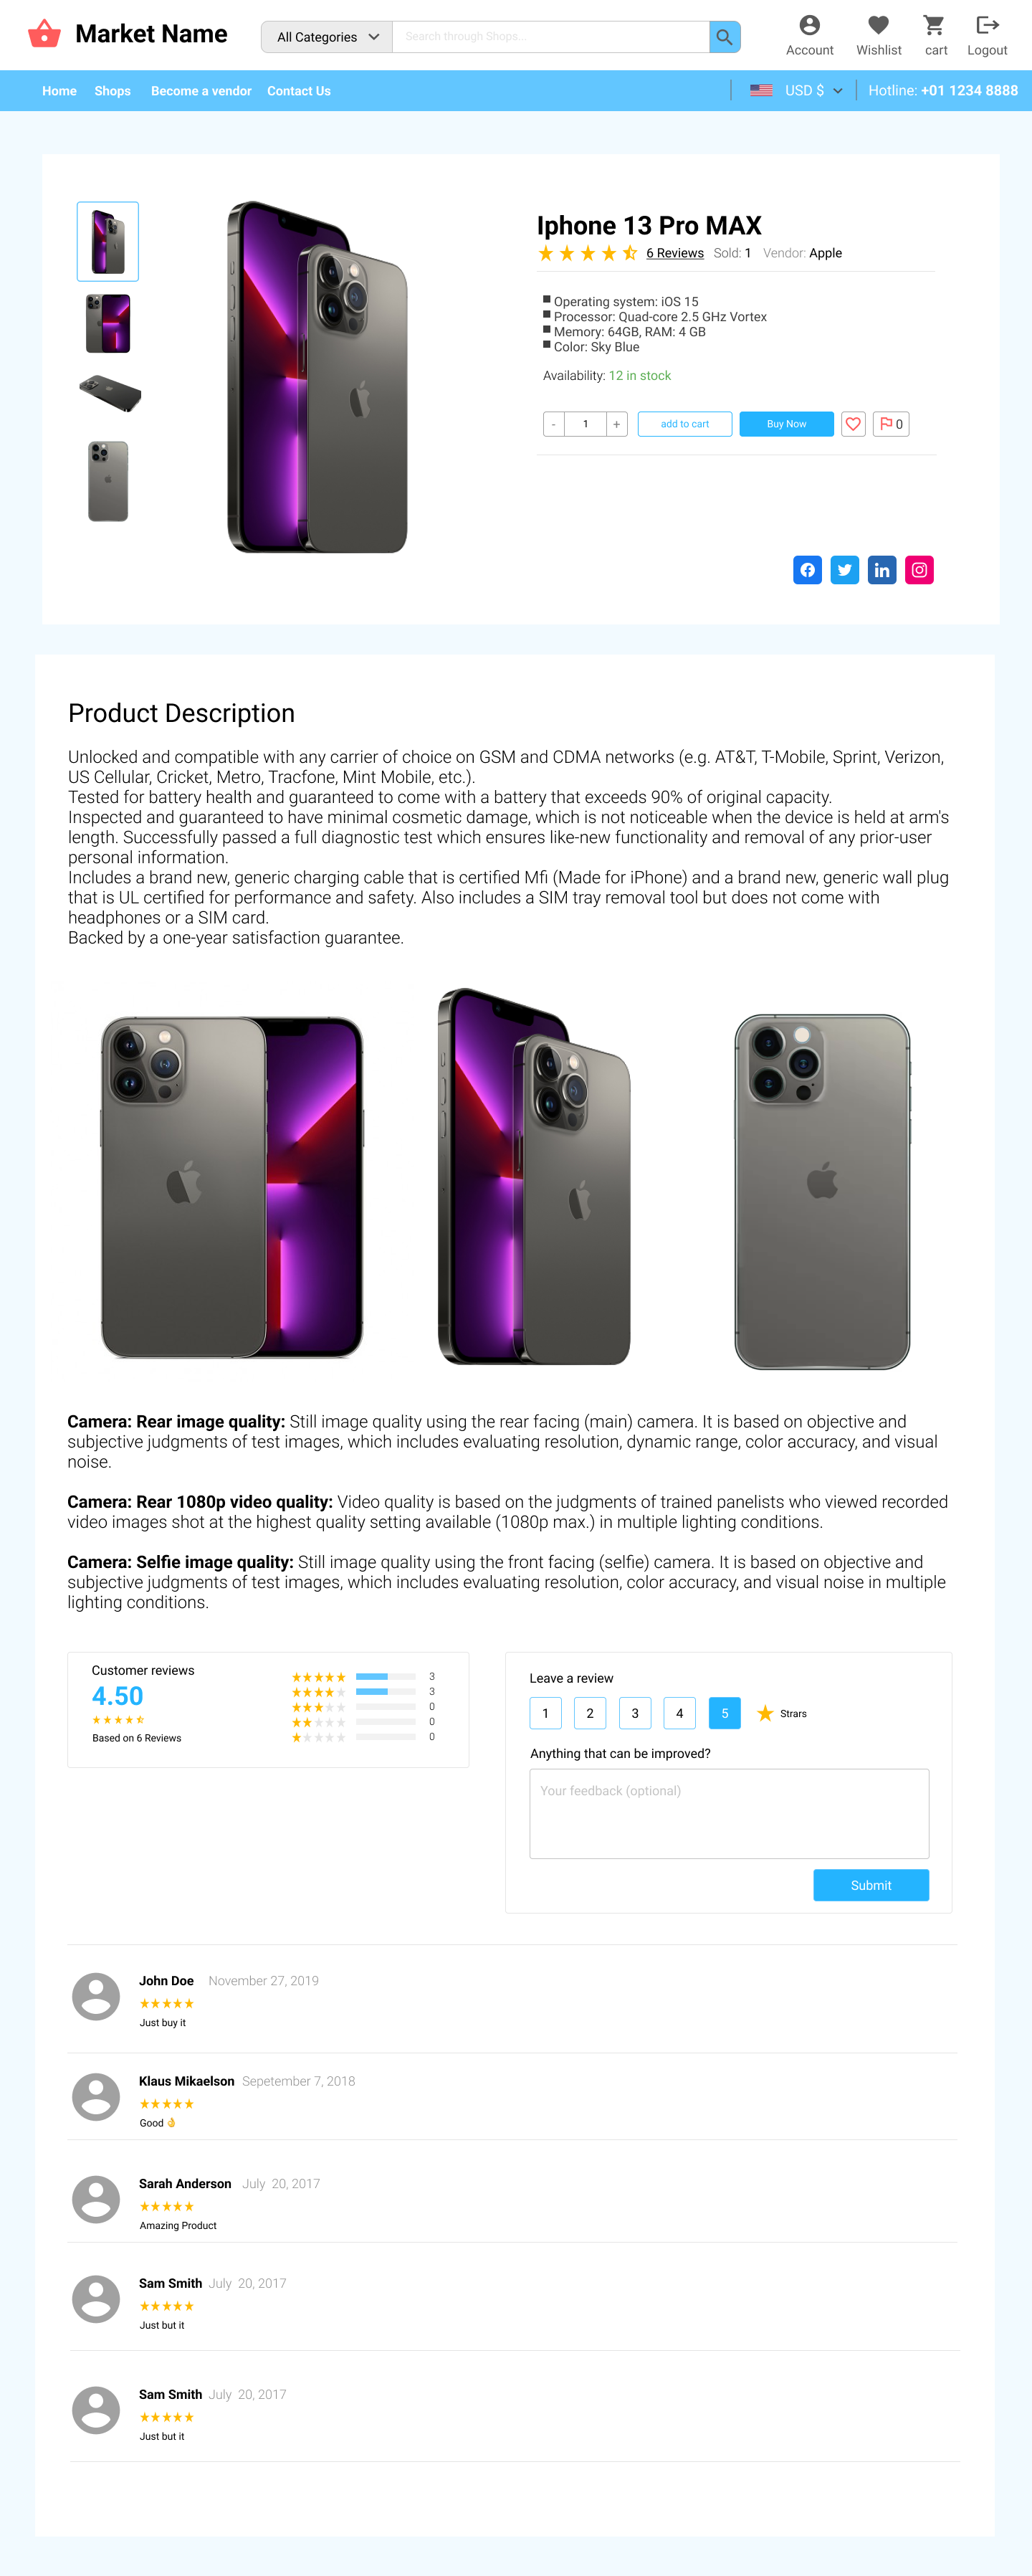 Market Name
All Categories
Search through Shops...
Account
Wishlist
cart
Logout
Home
Shops
Become a vendor
Contact Us
USD $
Hotline: +01 1234 8888
Iphone 13 Pro MAX
6 Reviews Sold: 1 Vendor: Apple
Operating system: iOS 15
Processor: Quad-core 2.5 GHz Vortex
Memory: 64GB, RAM: 4 GB
Color: Sky Blue
Availability: 12 in stock
- 1 +
add to cart
Buy Now
0
Product Description
Unlocked and compatible with any carrier of choice on GSM and CDMA networks (e.g. AT&T, T-Mobile, Sprint, Verizon,
US Cellular, Cricket, Metro, Tracfone, Mint Mobile, etc.).
Tested for battery health and guaranteed to come with a battery that exceeds 90% of original capacity.
Inspected and guaranteed to have minimal cosmetic damage, which is not noticeable when the device is held at arm's
length. Successfully passed a full diagnostic test which ensures like-new functionality and removal of any prior-user
personal information.
Includes a brand new, generic charging cable that is certified Mfi (Made for iPhone) and a brand new, generic wall plug
that is UL certified for performance and safety. Also includes a SIM tray removal tool but does not come with
headphones or a SIM card.
Backed by a one-year satisfaction guarantee.
Camera: Rear image quality: Still image quality using the rear facing (main) camera. It is based on objective and
subjective judgments of test images, which includes evaluating resolution, dynamic range, color accuracy, and visual
noise.
Camera: Rear 1080p video quality: Video quality is based on the judgments of trained panelists who viewed recorded
video images shot at the highest quality setting available (1080p max.) in multiple lighting conditions.
Camera: Selfie image quality: Still image quality using the front facing (selfie) camera. It is based on objective and
subjective judgments of test images, which includes evaluating resolution, color accuracy, and visual noise in multiple
lighting conditions.
Customer reviews
4.50
Based on 6 Reviews
3
3
0
0
0
Leave a review
1 2 3 4 5 Strars
Anything that can be improved?
Your feedback (optional)
Submit
John Doe November 27, 2019
Just buy it
Klaus Mikaelson Sepetember 7, 2018
Good 👌
Sarah Anderson July 20, 2017
Amazing Product
Sam Smith July 20, 2017
Just but it
Sam Smith July 20, 2017
Just but it